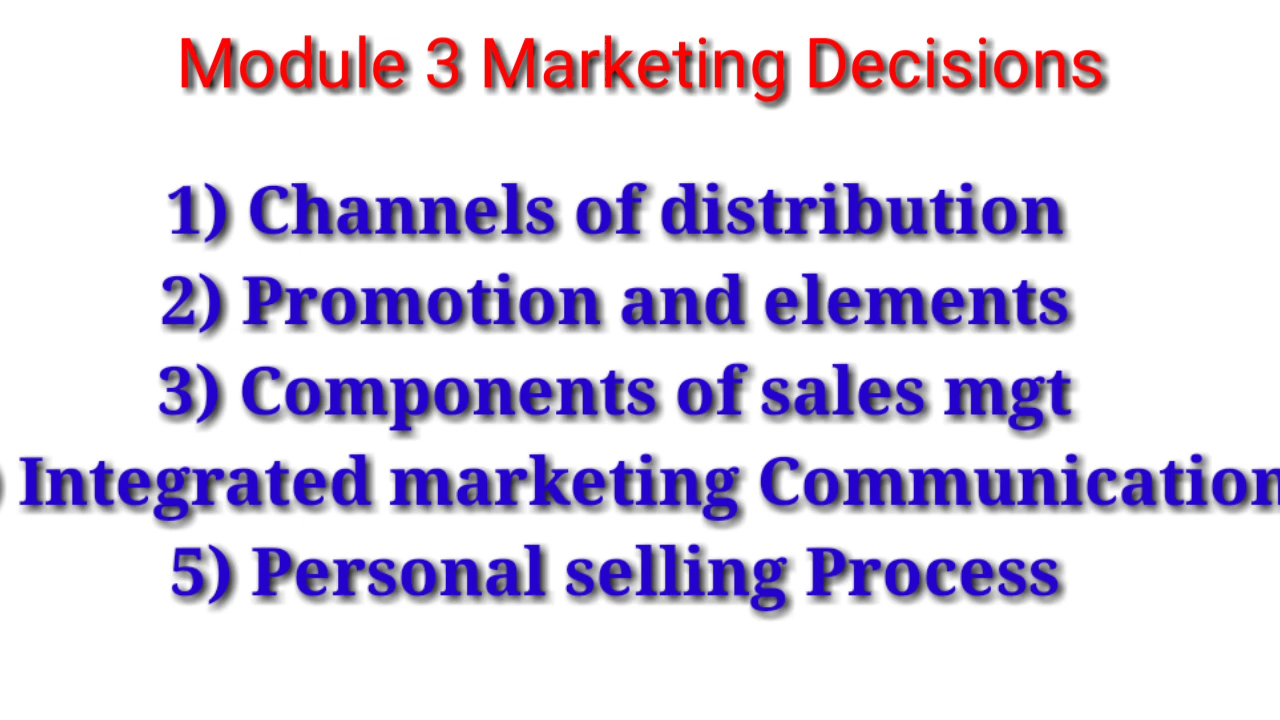 Module 3 Marketing Decisions
1) Channels of distribution
2) Promotion and elements
3) Components of sales mgt
) Integrated marketing Communication
5) Personal selling Process